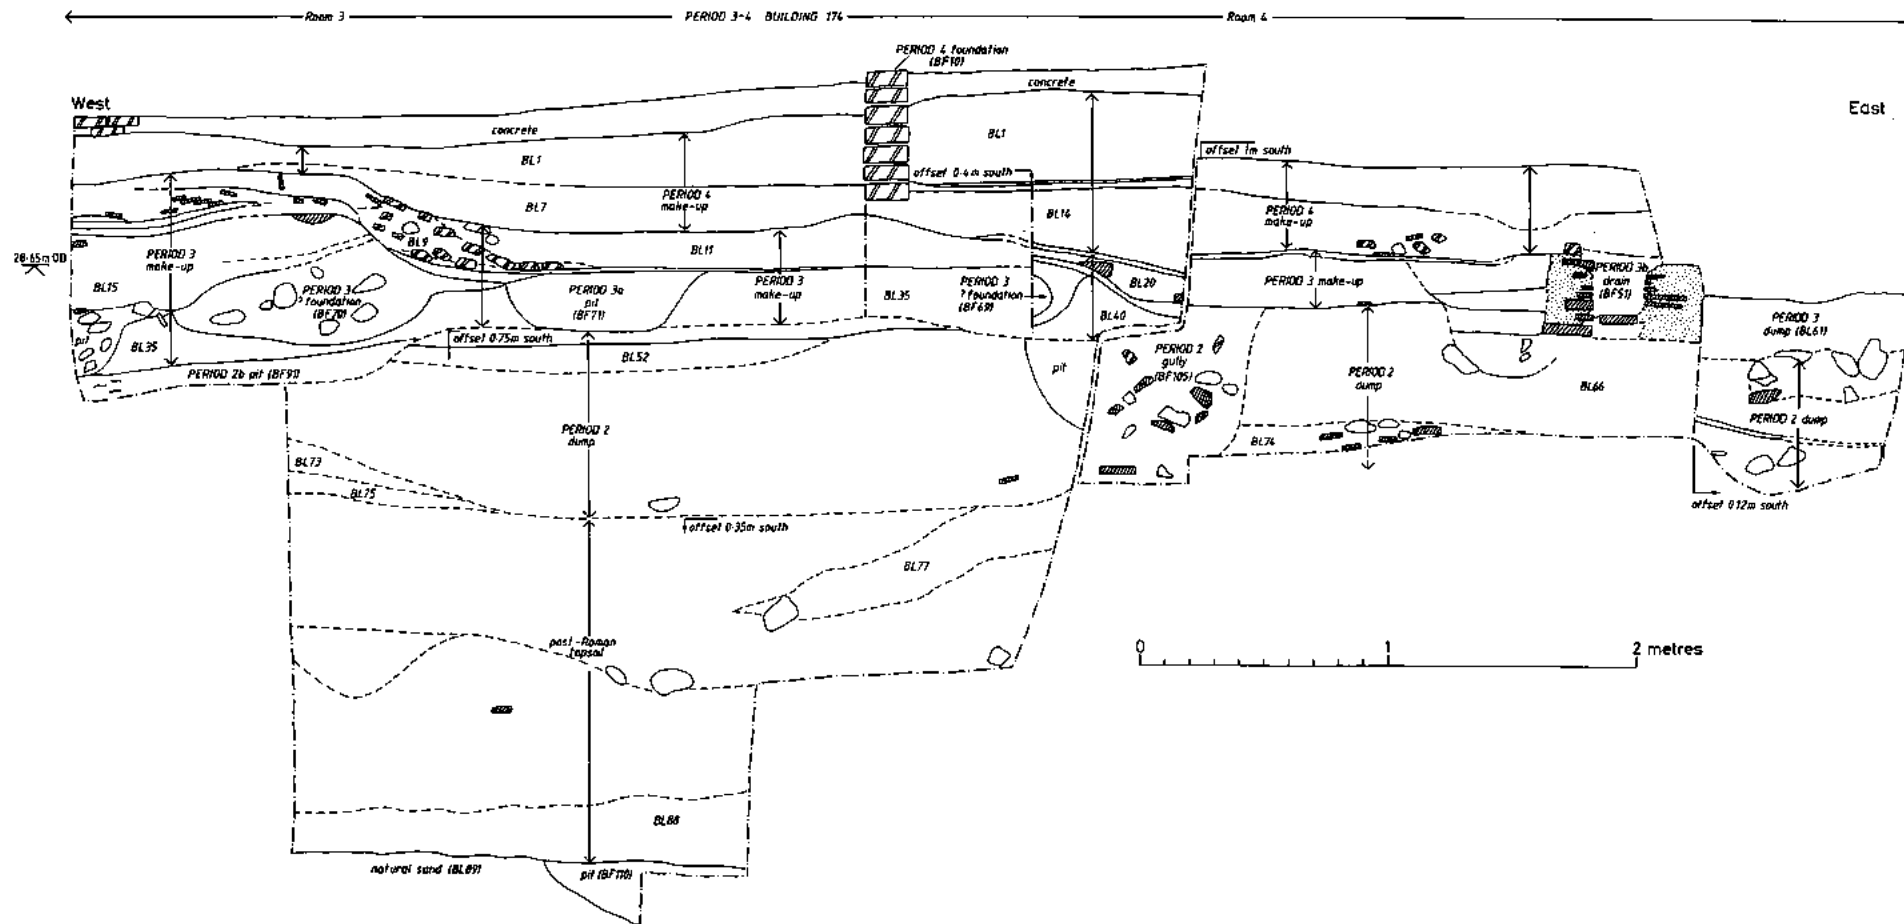 Room 3
PERIOD 3-4 BUILDING 174
Room 4
PERIOD 4 foundation
(BF10)
concrete
West
East
concrete
BL1
BL1
offset 1m south
offset 0·4m south
PERIOD 4
make-up
BL7
BL14
PERIOD 4
make-up
BL9
BL11
28·65m OD
PERIOD 3
make-up
PERIOD 3
foundation
(BF70)
PERIOD 3a
pit
(BF71)
PERIOD 3
make-up
BL35
PERIOD 3
? foundation
(BF69)
BL20
PERIOD 3 make-up
PERIOD 3b
drain
(BF51)
BL15
BL40
pit
BL35
offset 0·75m south
PERIOD 3
dump (BL61)
BL52
PERIOD 2b pit (BF91)
pit
PERIOD 2
gully
(BF105)
PERIOD 2
dump
BL66
PERIOD 2
dump
PERIOD 2 dump
BL74
BL73
BL75
offset 0·35m south
offset 0·12m south
BL77
post-Roman
topsoil
0
1
2 metres
BL88
natural sand (BL89)
pit (BF110)